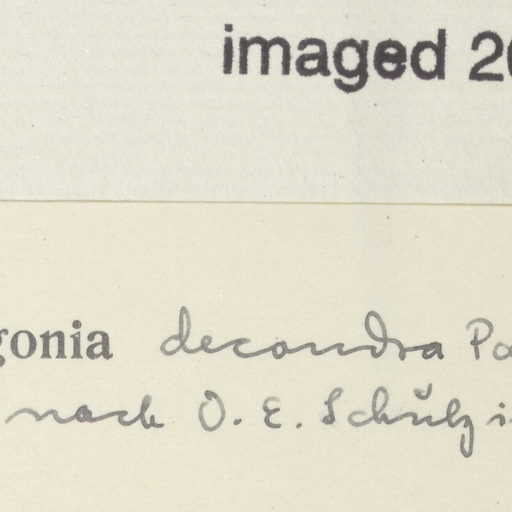 imaged 20
gonia decandra Pa
nach O. E. Schulz i